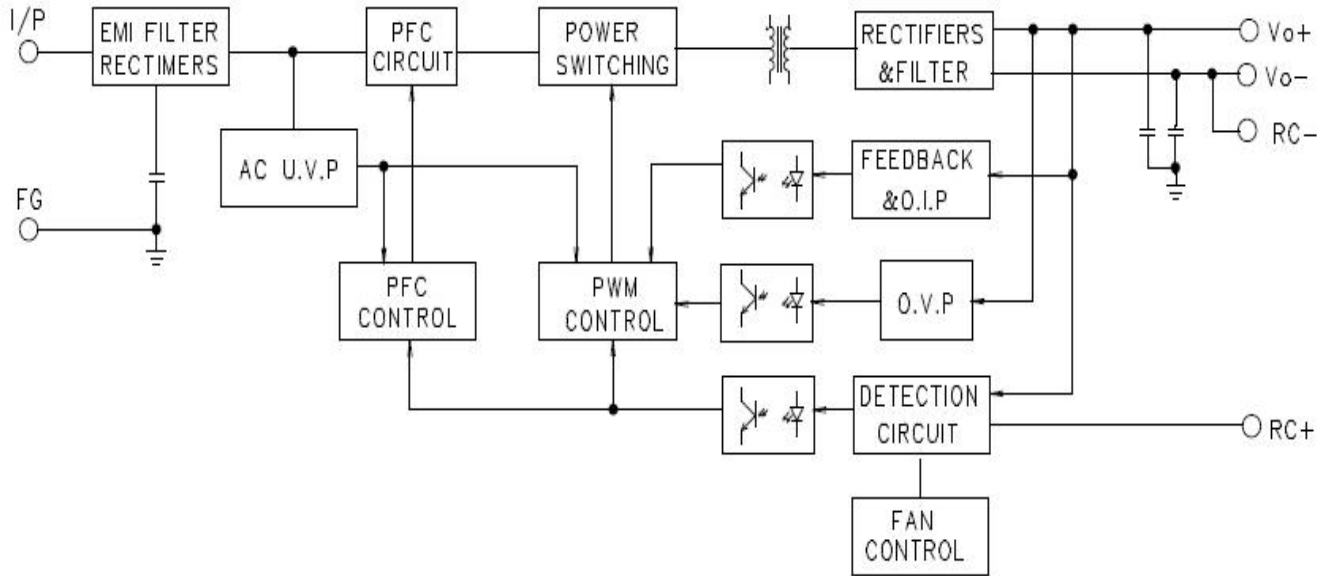 I/P
EMI FILTER
RECTIMERS
PFC
CIRCUIT
POWER
SWITCHING
RECTIFIERS
&FILTER
Vo+
Vo-
RC-
AC U.V.P
FEEDBACK
&O.I.P
FG
PFC
CONTROL
PWM
CONTROL
O.V.P
DETECTION
CIRCUIT
RC+
FAN
CONTROL